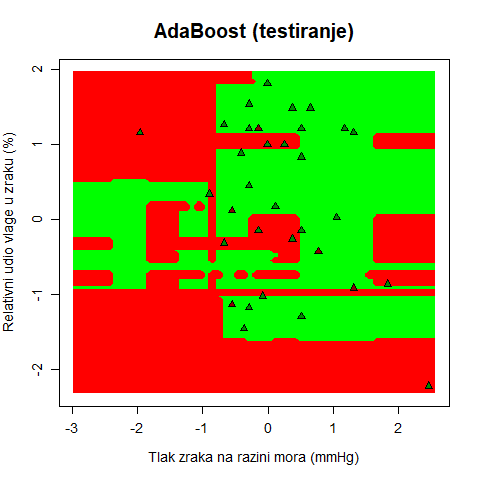 AdaBoost (testiranje)
Relativni udio vlage u zraku (%)
2
1
0
-1
-2
-3 -2 -1 0 1 2
Tlak zraka na razini mora (mmHg)